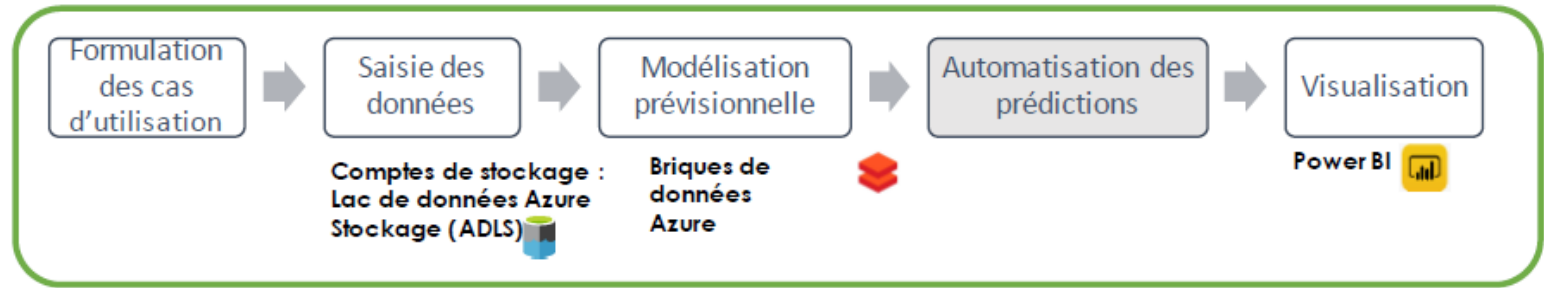 Formulation
des cas
d'utilisation
Saisie des
données
Modélisation
prévisionnelle
Automatisation des
prédictions
Visualisation
Comptes de stockage :
Lac de données Azure
Stockage (ADLS)
Briques de
données
Azure
Power BI